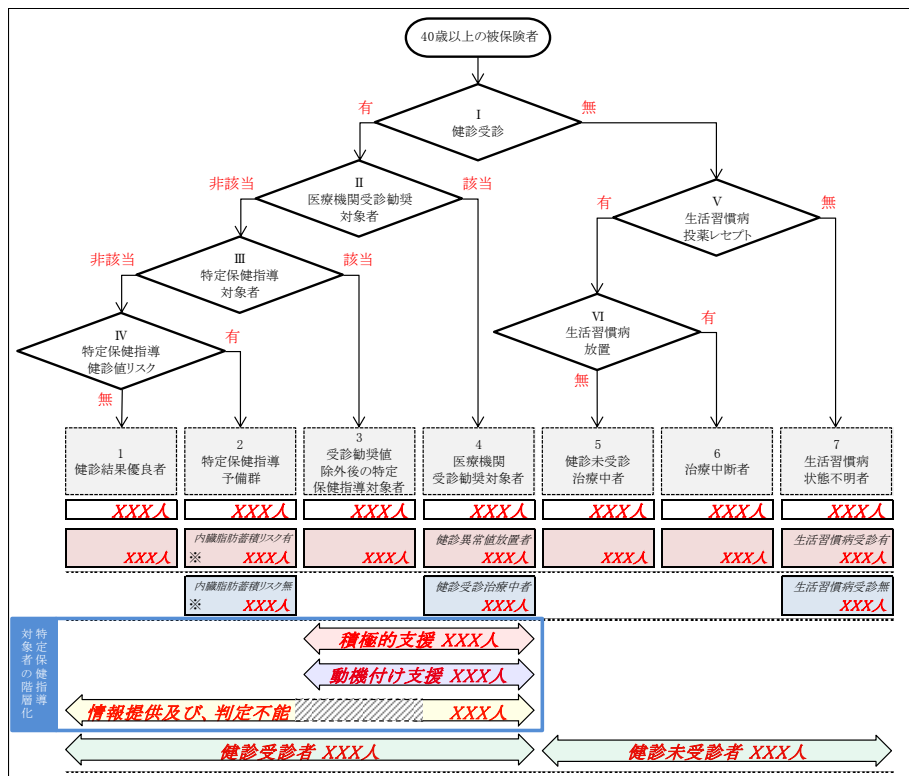 40歳以上の被保険者
Ⅰ
健診受診
有
無
Ⅱ
医療機関受診勧奨
対象者
非該当
該当
Ⅴ
生活習慣病
投薬レセプト
有
無
Ⅲ
特定保健指導
対象者
非該当
該当
Ⅵ
生活習慣病
放置
有
無
Ⅳ
特定保健指導
健診値リスク
有
無
1
健診結果優良者
2
特定保健指導
予備群
3
受診勧奨値
除外後の特定
保健指導対象者
4
医療機関
受診勧奨対象者
5
健診未受診
治療中者
6
治療中断者
7
生活習慣病
状態不明者
XXX人 XXX人 XXX人 XXX人 XXX人 XXX人 XXX人
内臓脂肪蓄積リスク有 健診異常値放置者 生活習慣病受診有
XXX人 ※ XXX人 XXX人 XXX人 XXX人 XXX人 XXX人
内臓脂肪蓄積リスク無 健診受診治療中者 生活習慣病受診無
※ XXX人 XXX人 XXX人
特定保健指導
対象者の階層化
積極的支援 XXX人
動機付け支援 XXX人
情報提供及び、判定不能 XXX人
健診受診者 XXX人 健診未受診者 XXX人